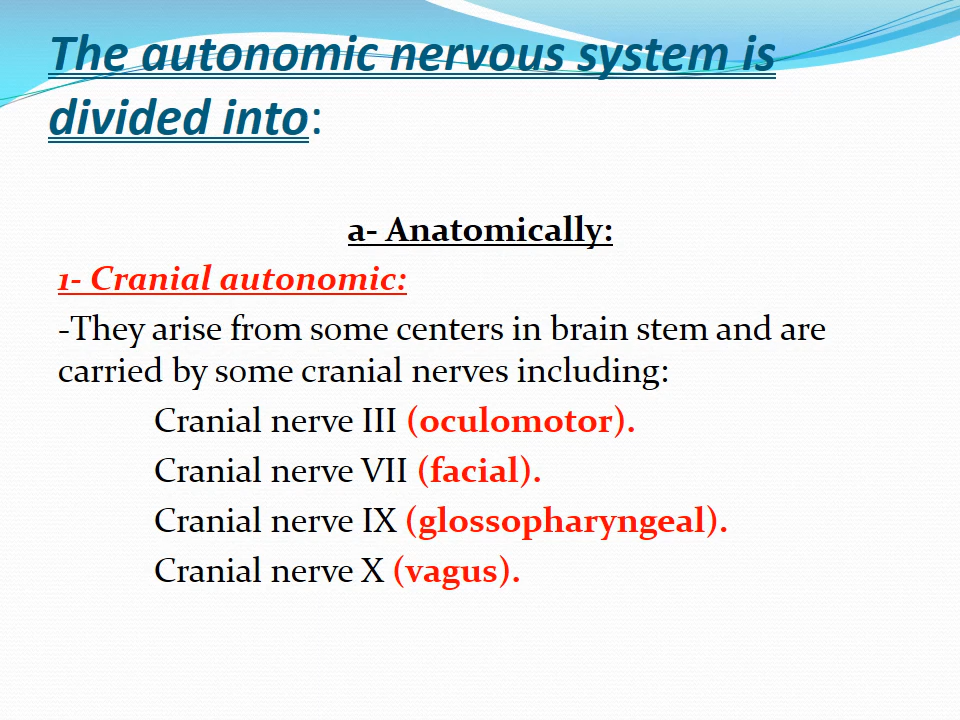 The autonomic nervous system is
divided into:
a- Anatomically:
1- Cranial autonomic:
-They arise from some centers in brain stem and are
carried by some cranial nerves including:
Cranial nerve III (oculomotor).
Cranial nerve VII (facial).
Cranial nerve IX (glossopharyngeal).
Cranial nerve X (vagus).